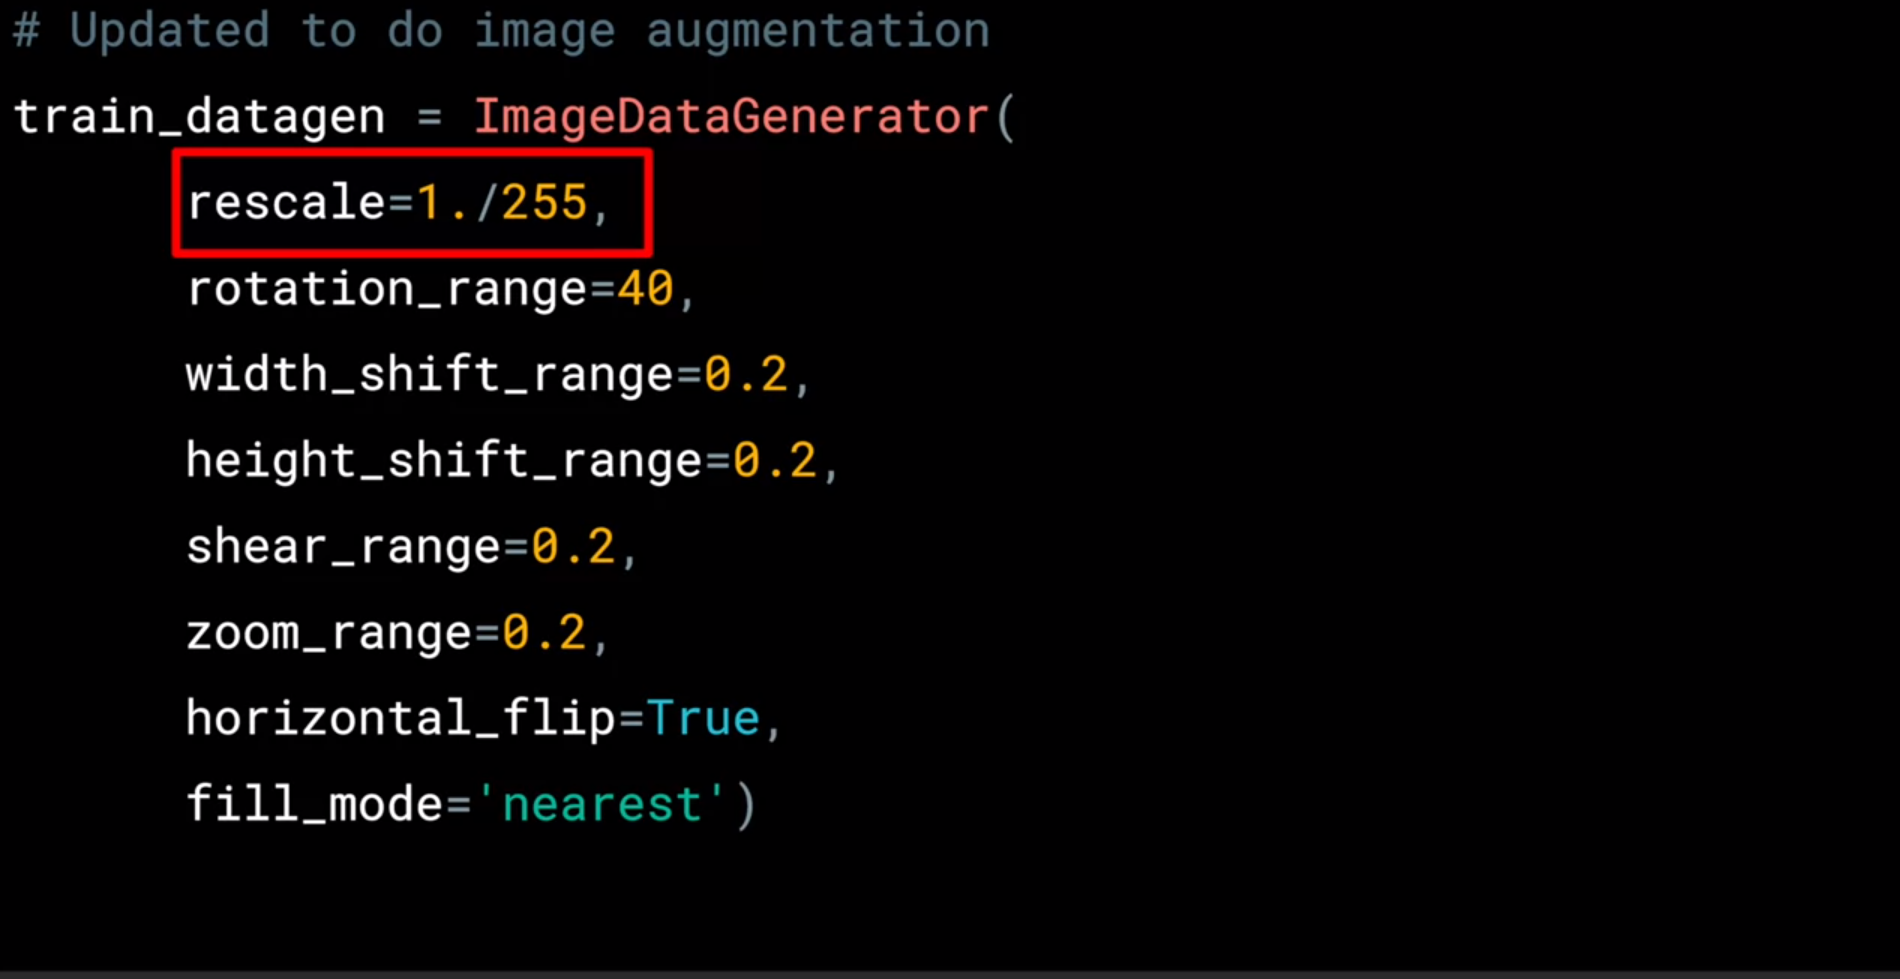 # Updated to do image augmentation
train_datagen = ImageDataGenerator(
rescale=1./255,
rotation_range=40,
width_shift_range=0.2,
height_shift_range=0.2,
shear_range=0.2,
zoom_range=0.2,
horizontal_flip=True,
fill_mode='nearest')